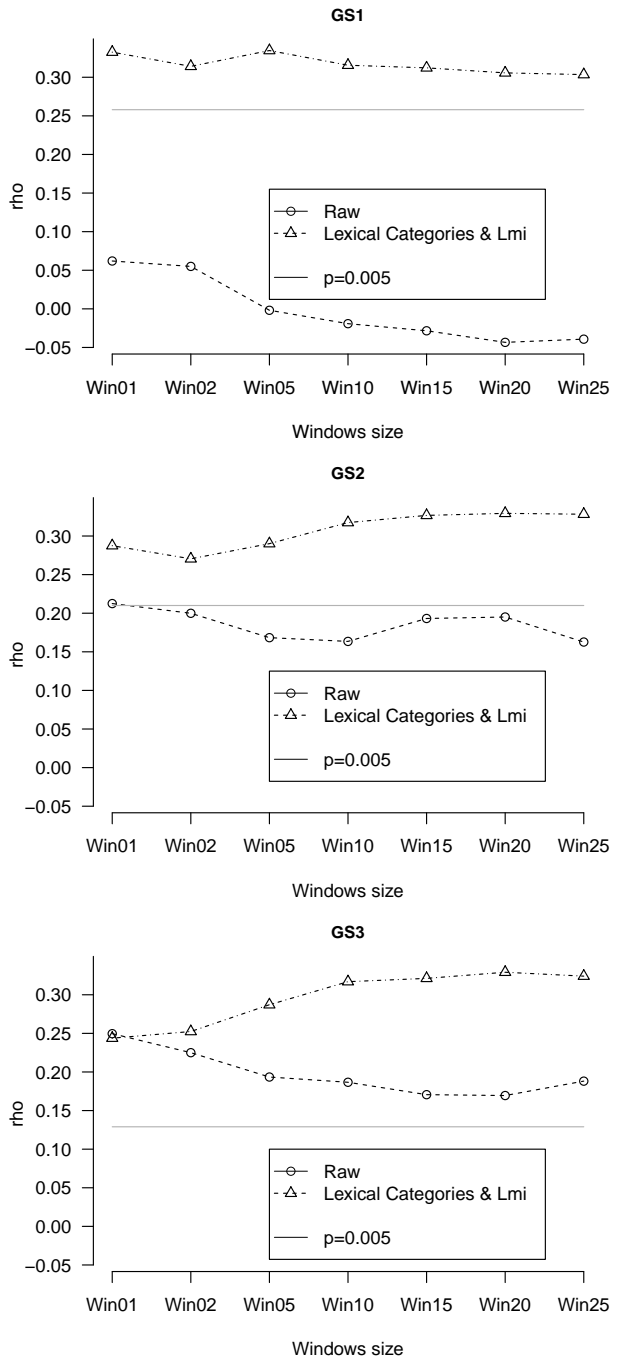 GS1
0.30
0.25
0.20
0.15
0.10
0.05
0.00
−0.05
rho
Raw
Lexical Categories & Lmi
p=0.005
Win01 Win02 Win05 Win10 Win15 Win20 Win25
Windows size
GS2
0.30
0.25
0.20
0.15
0.10
0.05
0.00
−0.05
rho
Raw
Lexical Categories & Lmi
p=0.005
Win01 Win02 Win05 Win10 Win15 Win20 Win25
Windows size
GS3
0.30
0.25
0.20
0.15
0.10
0.05
0.00
−0.05
rho
Raw
Lexical Categories & Lmi
p=0.005
Win01 Win02 Win05 Win10 Win15 Win20 Win25
Windows size